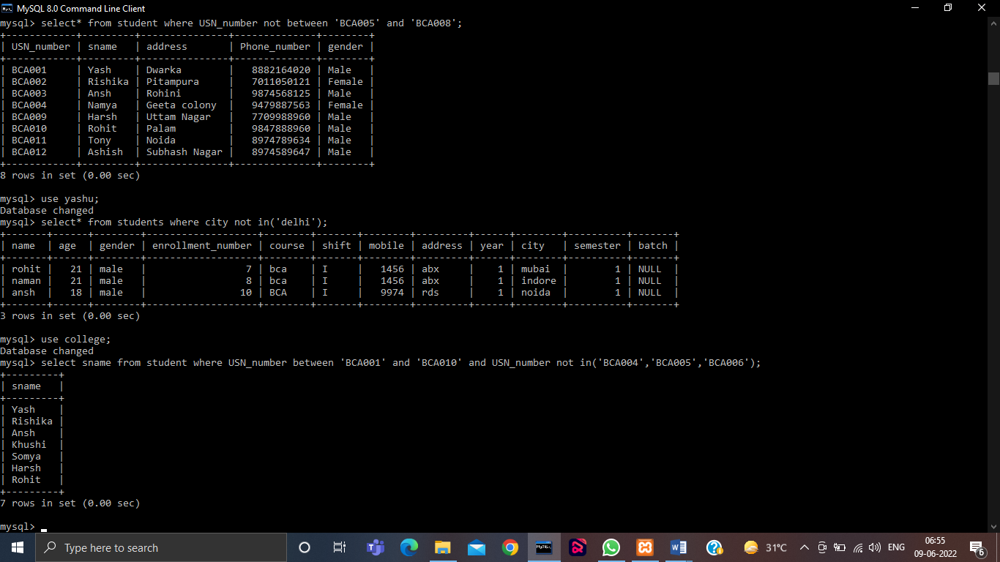 MySQL 8.0 Command Line Client
mysql> select* from student where USN_number not between 'BCA005' and 'BCA008';
+------------+---------+---------------+--------------+--------+
| USN_number | sname   | address       | Phone_number | gender |
+------------+---------+---------------+--------------+--------+
| BCA001     | Yash    | Dwarka        |   8882164020 | Male   |
| BCA002     | Rishika | Pitampura     |   7011050121 | Female |
| BCA003     | Ansh    | Rohini        |   9874568125 | Male   |
| BCA004     | Namya   | Geeta colony  |   9479887563 | Female |
| BCA009     | Harsh   | Uttam Nagar   |   7709988960 | Male   |
| BCA010     | Rohit   | Palam         |   9847888960 | Male   |
| BCA011     | Tony    | Noida         |   8974789634 | Male   |
| BCA012     | Ashish  | Subhash Nagar |   8974589647 | Male   |
+------------+---------+---------------+--------------+--------+
8 rows in set (0.00 sec)
mysql> use yashu;
Database changed
mysql> select* from students where city not in('delhi');
+-------+------+--------+-------------------+--------+-------+--------+---------+------+--------+----------+-------+
| name  | age  | gender | enrollment_number | course | shift | mobile | address | year | city   | semester | batch |
+-------+------+--------+-------------------+--------+-------+--------+---------+------+--------+----------+-------+
| rohit |   21 | male   |                 7 | bca    | I     |   1456 | abx     |    1 | mubai  |        1 | NULL  |
| naman |   21 | male   |                 8 | bca    | I     |   1456 | abx     |    1 | indore |        1 | NULL  |
| ansh  |   18 | male   |                10 | BCA    | I     |   9974 | rds     |    1 | noida  |        1 | NULL  |
+-------+------+--------+-------------------+--------+-------+--------+---------+------+--------+----------+-------+
3 rows in set (0.00 sec)
mysql> use college;
Database changed
mysql> select sname from student where USN_number between 'BCA001' and 'BCA010' and USN_number not in('BCA004','BCA005','BCA006');
+---------+
| sname   |
+---------+
| Yash    |
| Rishika |
| Ansh    |
| Khushi  |
| Somya   |
| Harsh   |
| Rohit   |
+---------+
7 rows in set (0.00 sec)
mysql> _
Type here to search
31°C
ENG
06:55
09-06-2022
6